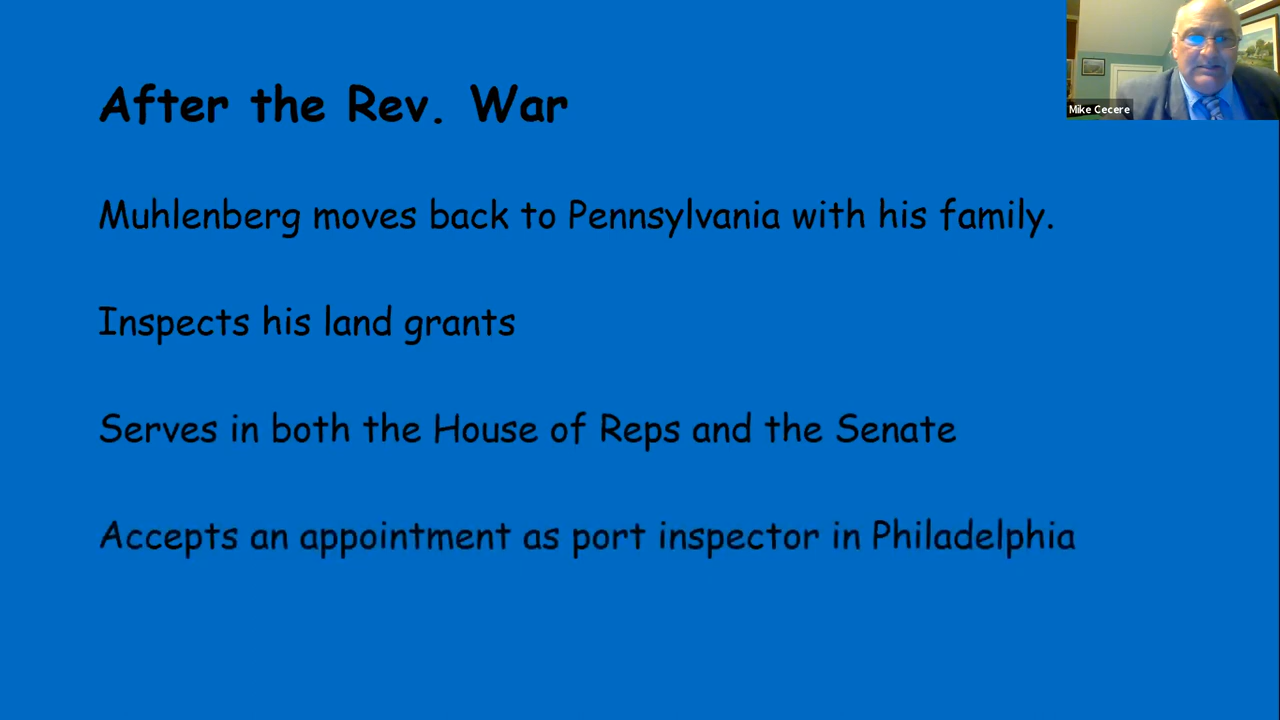 After the Rev. War
Mike Cecere
Muhlenberg moves back to Pennsylvania with his family.
Inspects his land grants
Serves in both the House of Reps and the Senate
Accepts an appointment as port inspector in Philadelphia